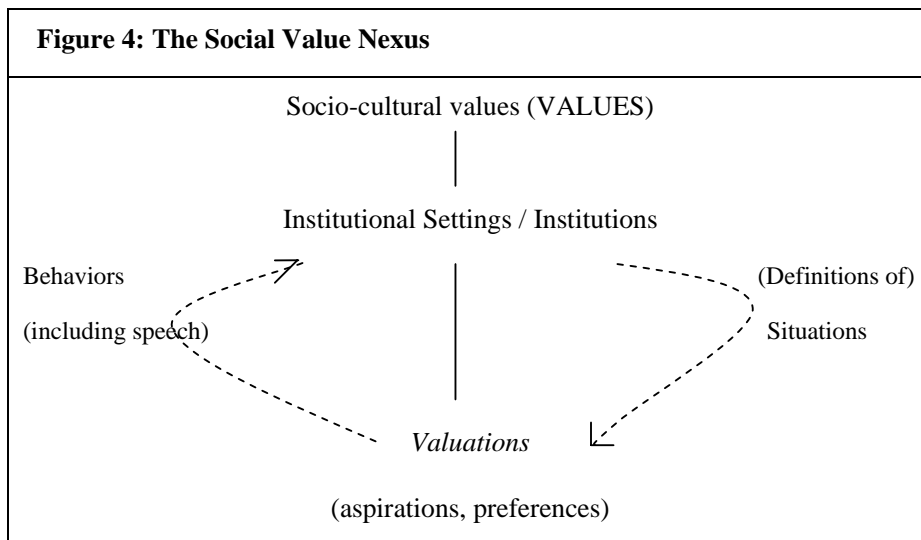 Figure 4: The Social Value Nexus
Socio-cultural values (VALUES)
Institutional Settings / Institutions
Behaviors
(including speech)
(Definitions of)
Situations
Valuations
(aspirations, preferences)